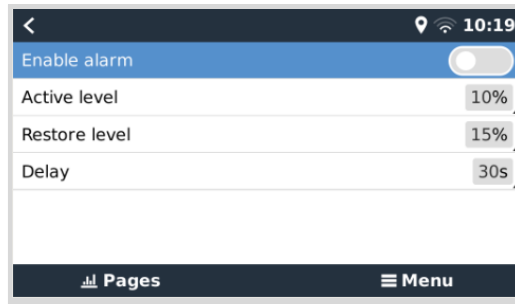 10:19
Enable alarm
Active level 10%
Restore level 15%
Delay 30s
Pages Menu